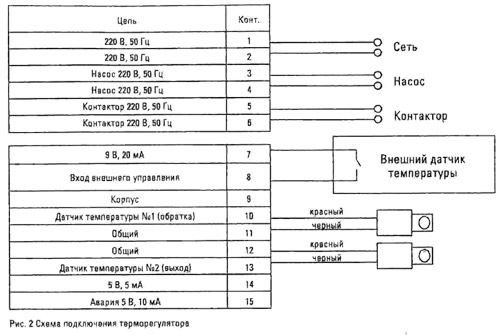 Цепь Конт.
220 В, 50 Гц 1
220 В, 50 Гц 2
Сеть
Насос 220 В, 50 Гц 3
Насос 220 В, 50 Гц 4
Насос
Контактор 220 В, 50 Гц 5
Контактор 220 В, 50 Гц 6
Контактор
9 В, 20 мА 7
Вход внешнего управления 8
Внешний датчик
температуры
Корпус 9
Датчик температуры №1 (обратка) 10 красный
Общий 11 черный
Общий 12 красный
Датчик температуры №2 (выход) 13 черный
5 В, 5 мА 14
Авария 5 В, 10 мА 15
Рис. 2 Схема подключения терморегулятора